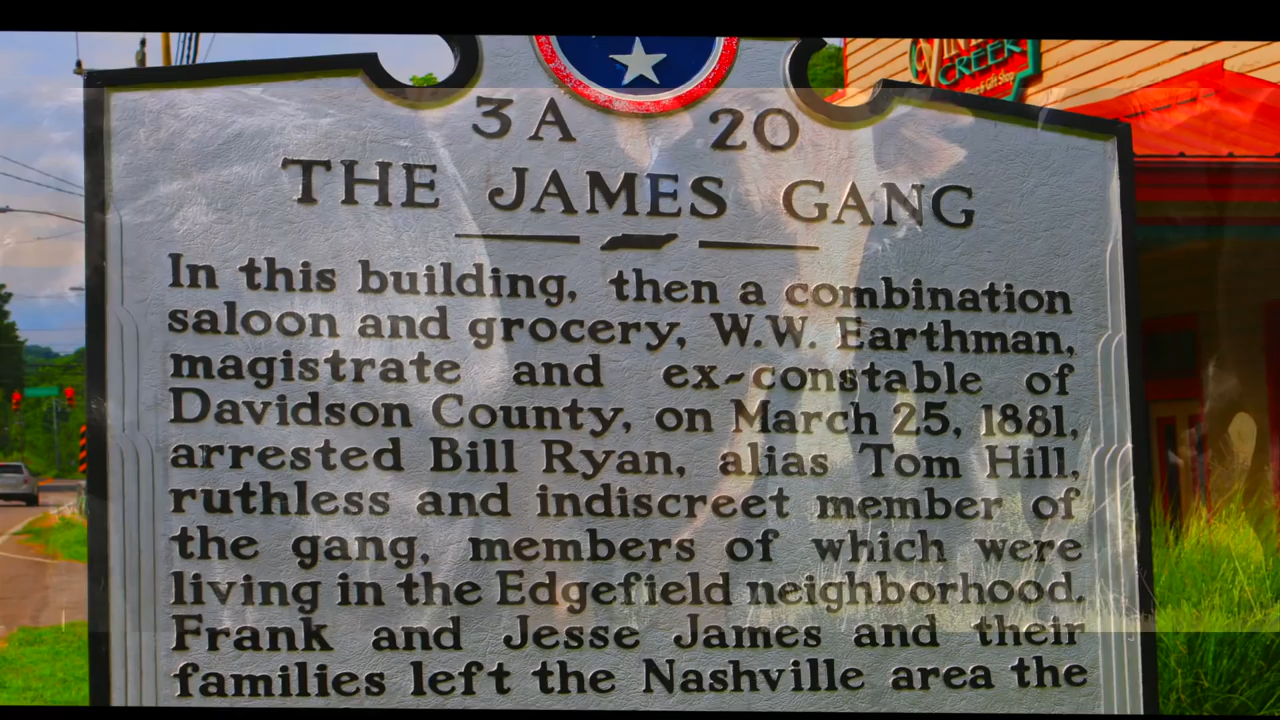 CREEK
& Gift Shop
3A 20
THE JAMES GANG
In this building, then a combination
saloon and grocery, W.W. Earthman,
magistrate and ex-constable of
Davidson County, on March 25, 1881,
arrested Bill Ryan, alias Tom Hill,
ruthless and indiscreet member of
the gang, members of which were
living in the Edgefield neighborhood.
Frank and Jesse James and their
families left the Nashville area the